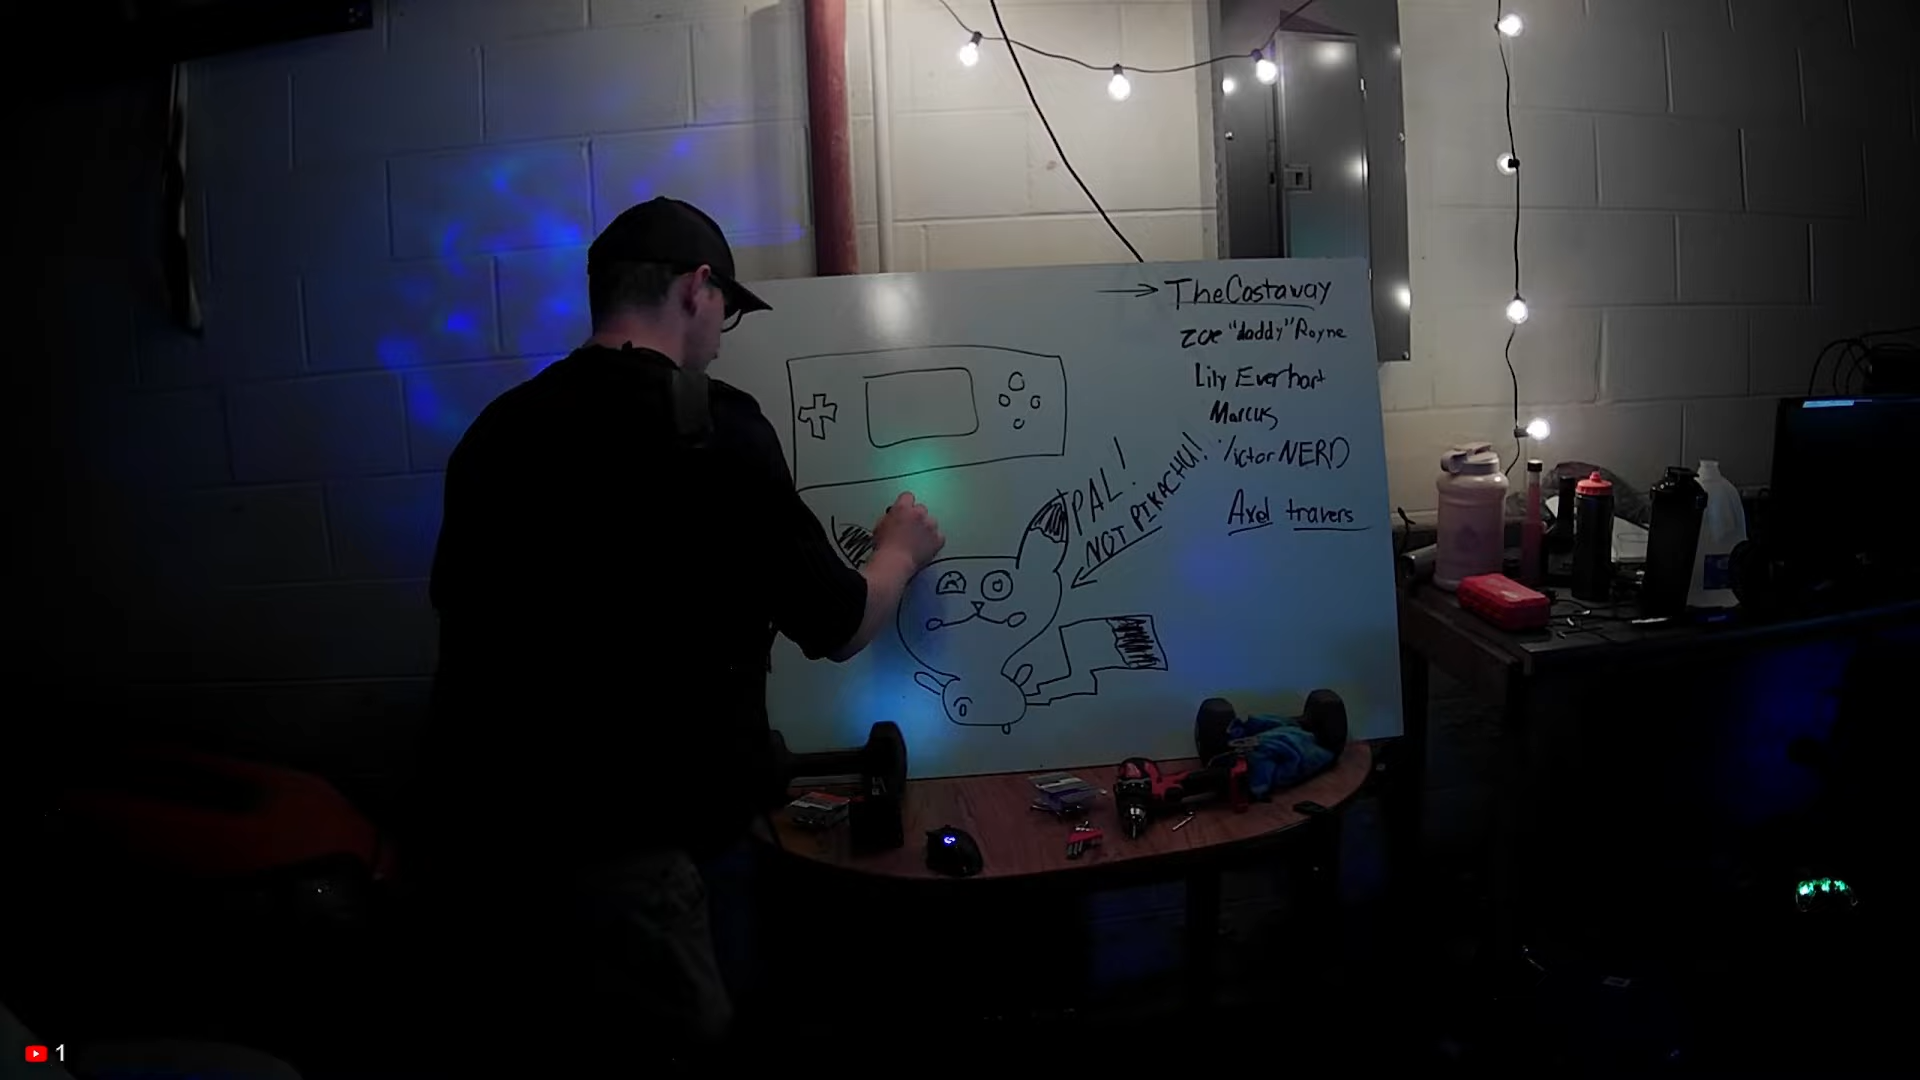 TheCastaway
zoe "daddy" Rayne
Lily Everhart
Marcus
Victor NERD
Axel travers
PAL!
NOT PIKACHU!
1